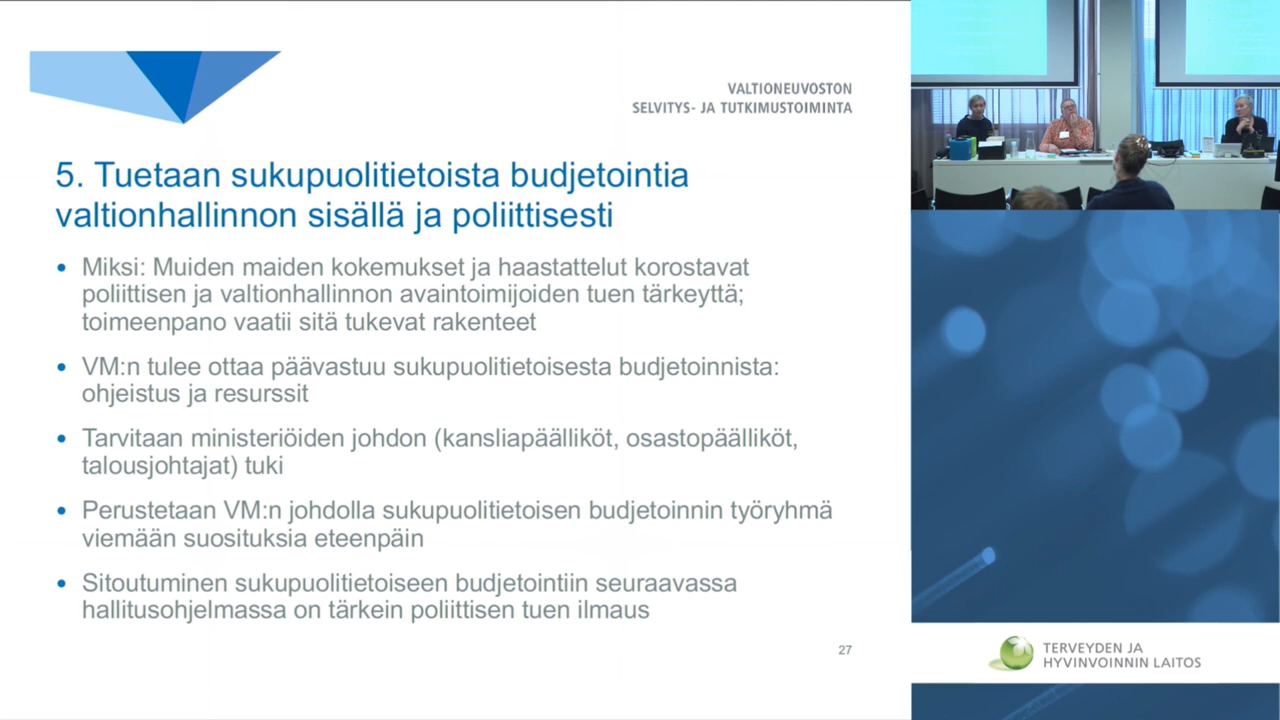 VALTIONEUVOSTON
SELVITYS- JA TUTKIMUSTOIMINTA
5. Tuetaan sukupuolitietoista budjetointia
valtionhallinnon sisällä ja poliittisesti
• Miksi: Muiden maiden kokemukset ja haastattelut korostavat
poliittisen ja valtionhallinnon avaintoimijoiden tuen tärkeyttä;
toimeenpano vaatii sitä tukevat rakenteet
• VM:n tulee ottaa päävastuu sukupuolitietoisesta budjetoinnista:
ohjeistus ja resurssit
• Tarvitaan ministeriöiden johdon (kansliapäälliköt, osastopäälliköt,
talousjohtajat) tuki
• Perustetaan VM:n johdolla sukupuolitietoisen budjetoinnin työryhmä
viemään suosituksia eteenpäin
• Sitoutuminen sukupuolitietoiseen budjetointiin seuraavassa
hallitusohjelmassa on tärkein poliittisen tuen ilmaus
27
TERVEYDEN JA
HYVINVOINNIN LAITOS